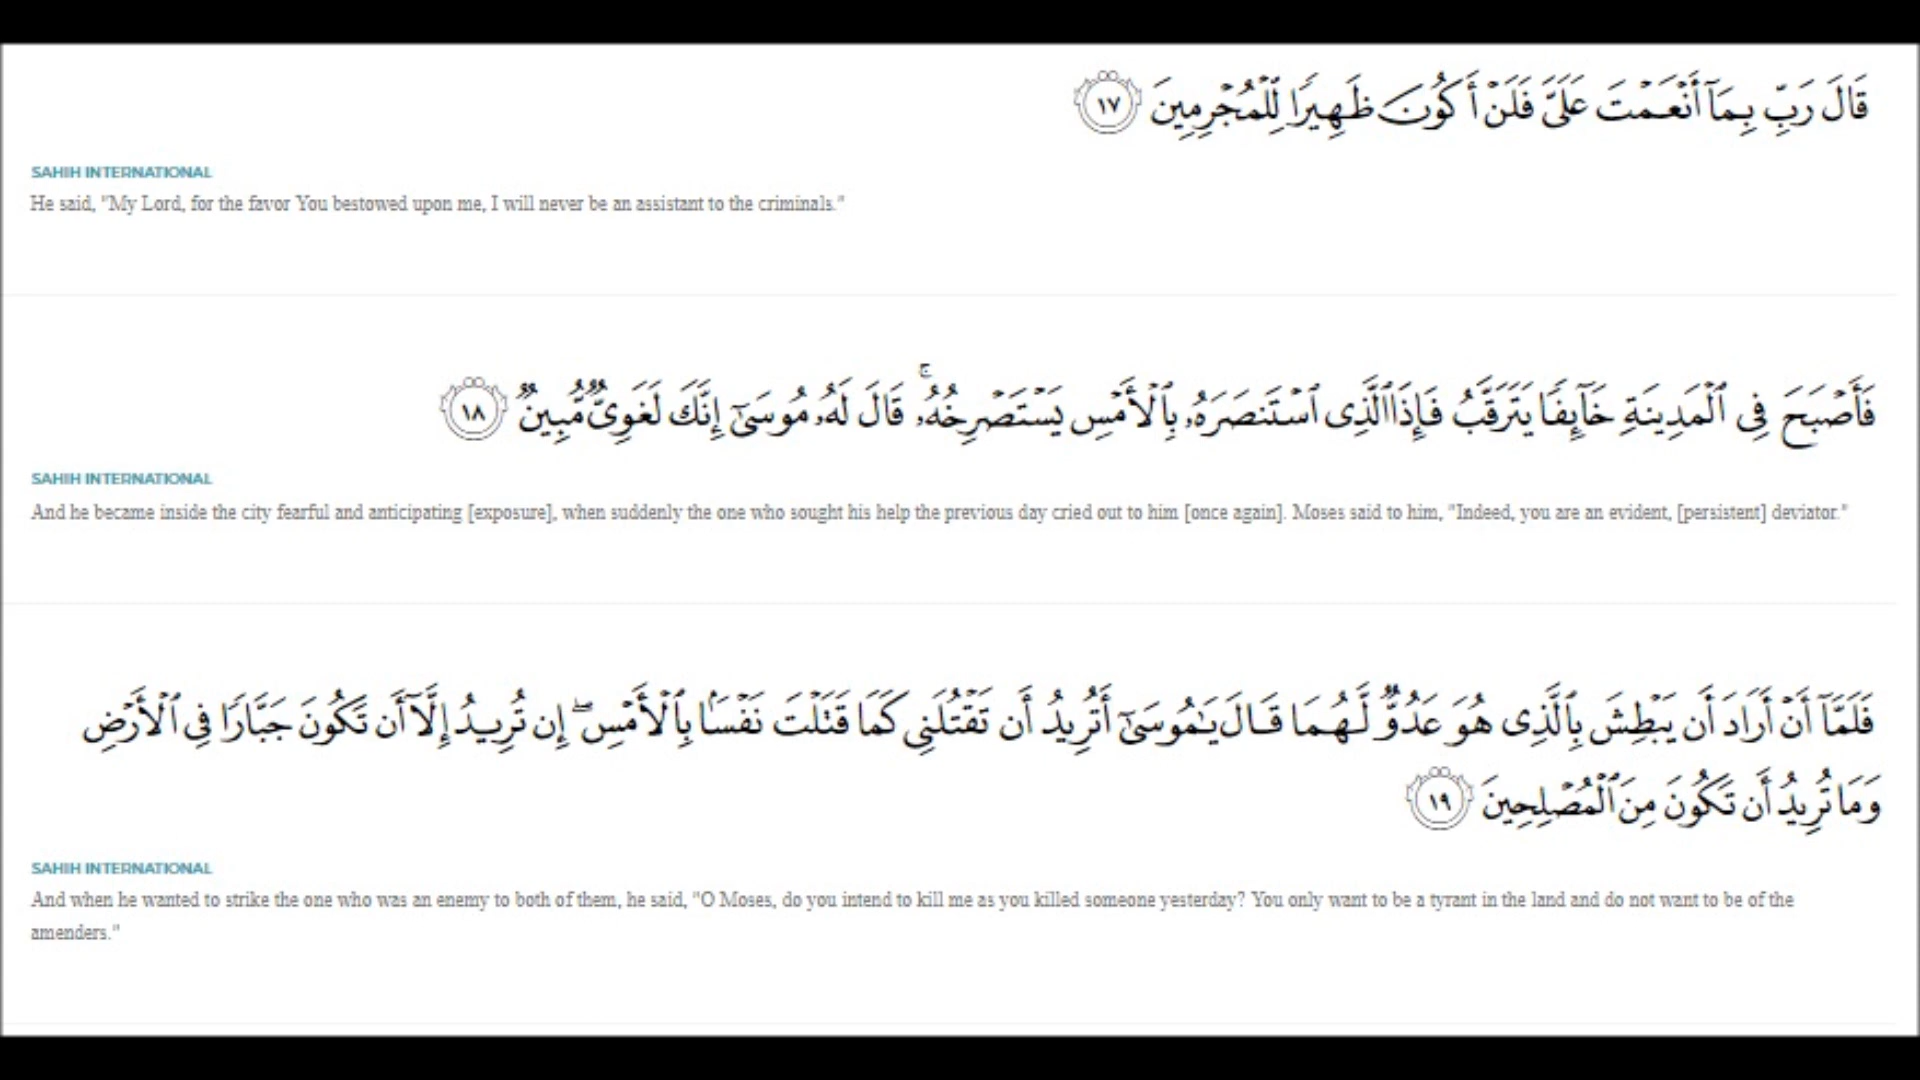 قَالَ رَبِّ بِمَآ أَنْعَمْتَ عَلَىَّ فَلَنْ أَكُونَ ظَهِيرًا لِّلْمُجْرِمِينَ ١٧
SAHIH INTERNATIONAL
He said, "My Lord, for the favor You bestowed upon me, I will never be an assistant to the criminals."
فَأَصْبَحَ فِى ٱلْمَدِينَةِ خَآئِفًا يَتَرَقَّبُ فَإِذَا ٱلَّذِى ٱسْتَنصَرَهُۥ بِٱلْأَمْسِ يَسْتَصْرِخُهُۥ ۚ قَالَ لَهُۥ مُوسَىٰٓ إِنَّكَ لَغَوِىٌّ مُّبِينٌ ١٨
SAHIH INTERNATIONAL
And he became inside the city fearful and anticipating [exposure], when suddenly the one who sought his help the previous day cried out to him [once again]. Moses said to him, "Indeed, you are an evident, [persistent] deviator."
فَلَمَّآ أَنْ أَرَادَ أَن يَبْطِشَ بِٱلَّذِى هُوَ عَدُوٌّ لَّهُمَا قَالَ يَٰمُوسَىٰٓ أَتُرِيدُ أَن تَقْتُلَنِى كَمَا قَتَلْتَ نَفْسًۢا بِٱلْأَمْسِ ۖ إِن تُرِيدُ إِلَّآ أَن تَكُونَ جَبَّارًا فِى ٱلْأَرْضِ
وَمَا تُرِيدُ أَن تَكُونَ مِنَ ٱلْمُصْلِحِينَ ١٩
SAHIH INTERNATIONAL
And when he wanted to strike the one who was an enemy to both of them, he said, "O Moses, do you intend to kill me as you killed someone yesterday? You only want to be a tyrant in the land and do not want to be of the
amenders."